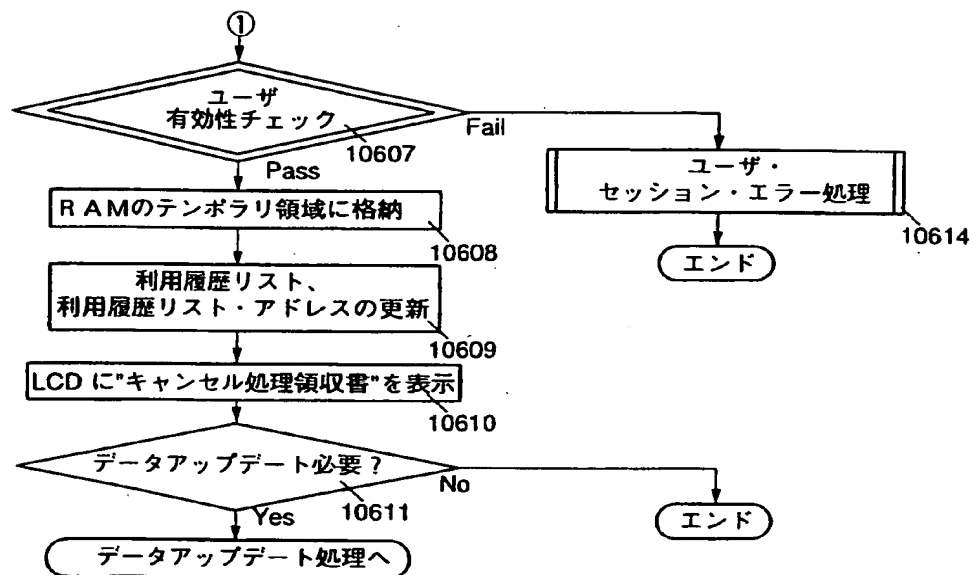 ①
ユーザ
有効性チェック
10607
Fail
Pass
ユーザ・
セッション・エラー処理
10614
RAMのテンポラリ領域に格納
10608
エンド
利用履歴リスト、
利用履歴リスト・アドレスの更新
10609
LCDに"キャンセル処理領収書"を表示
10610
データアップデート必要？
10611
No
Yes
エンド
データアップデート処理へ